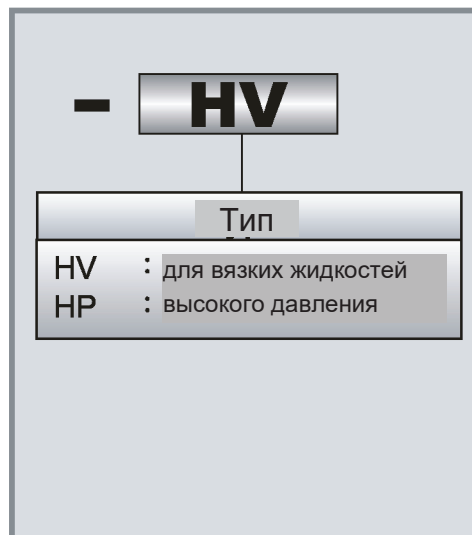 - HV
Тип
HV : для вязких жидкостей
HP : высокого давления